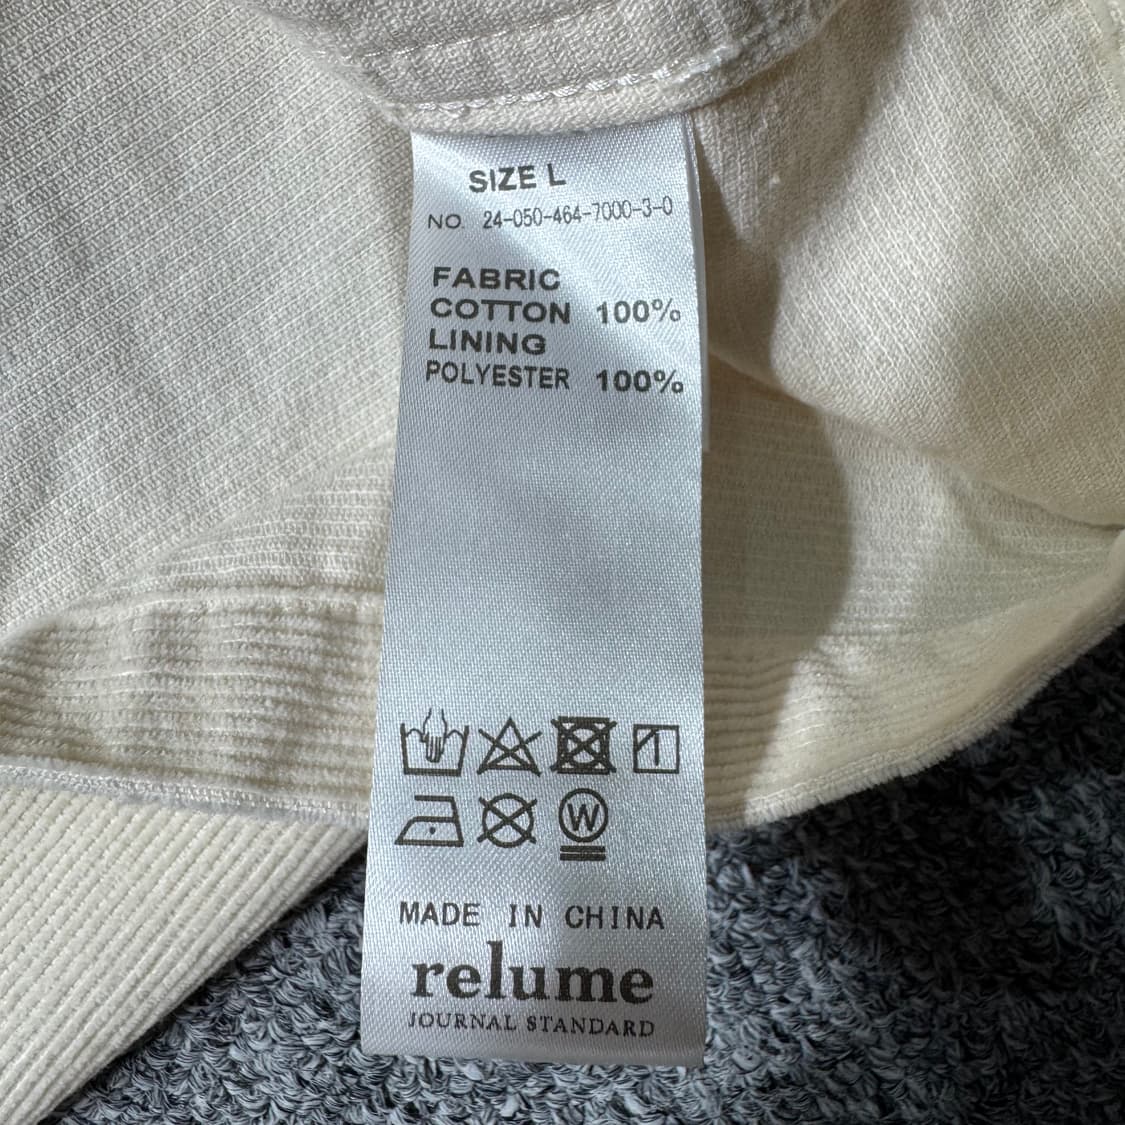 SIZE L
NO. 24-050-464-7000-3-0
FABRIC
COTTON 100%
LINING
POLYESTER 100%
W
MADE IN CHINA
relume
JOURNAL STANDARD